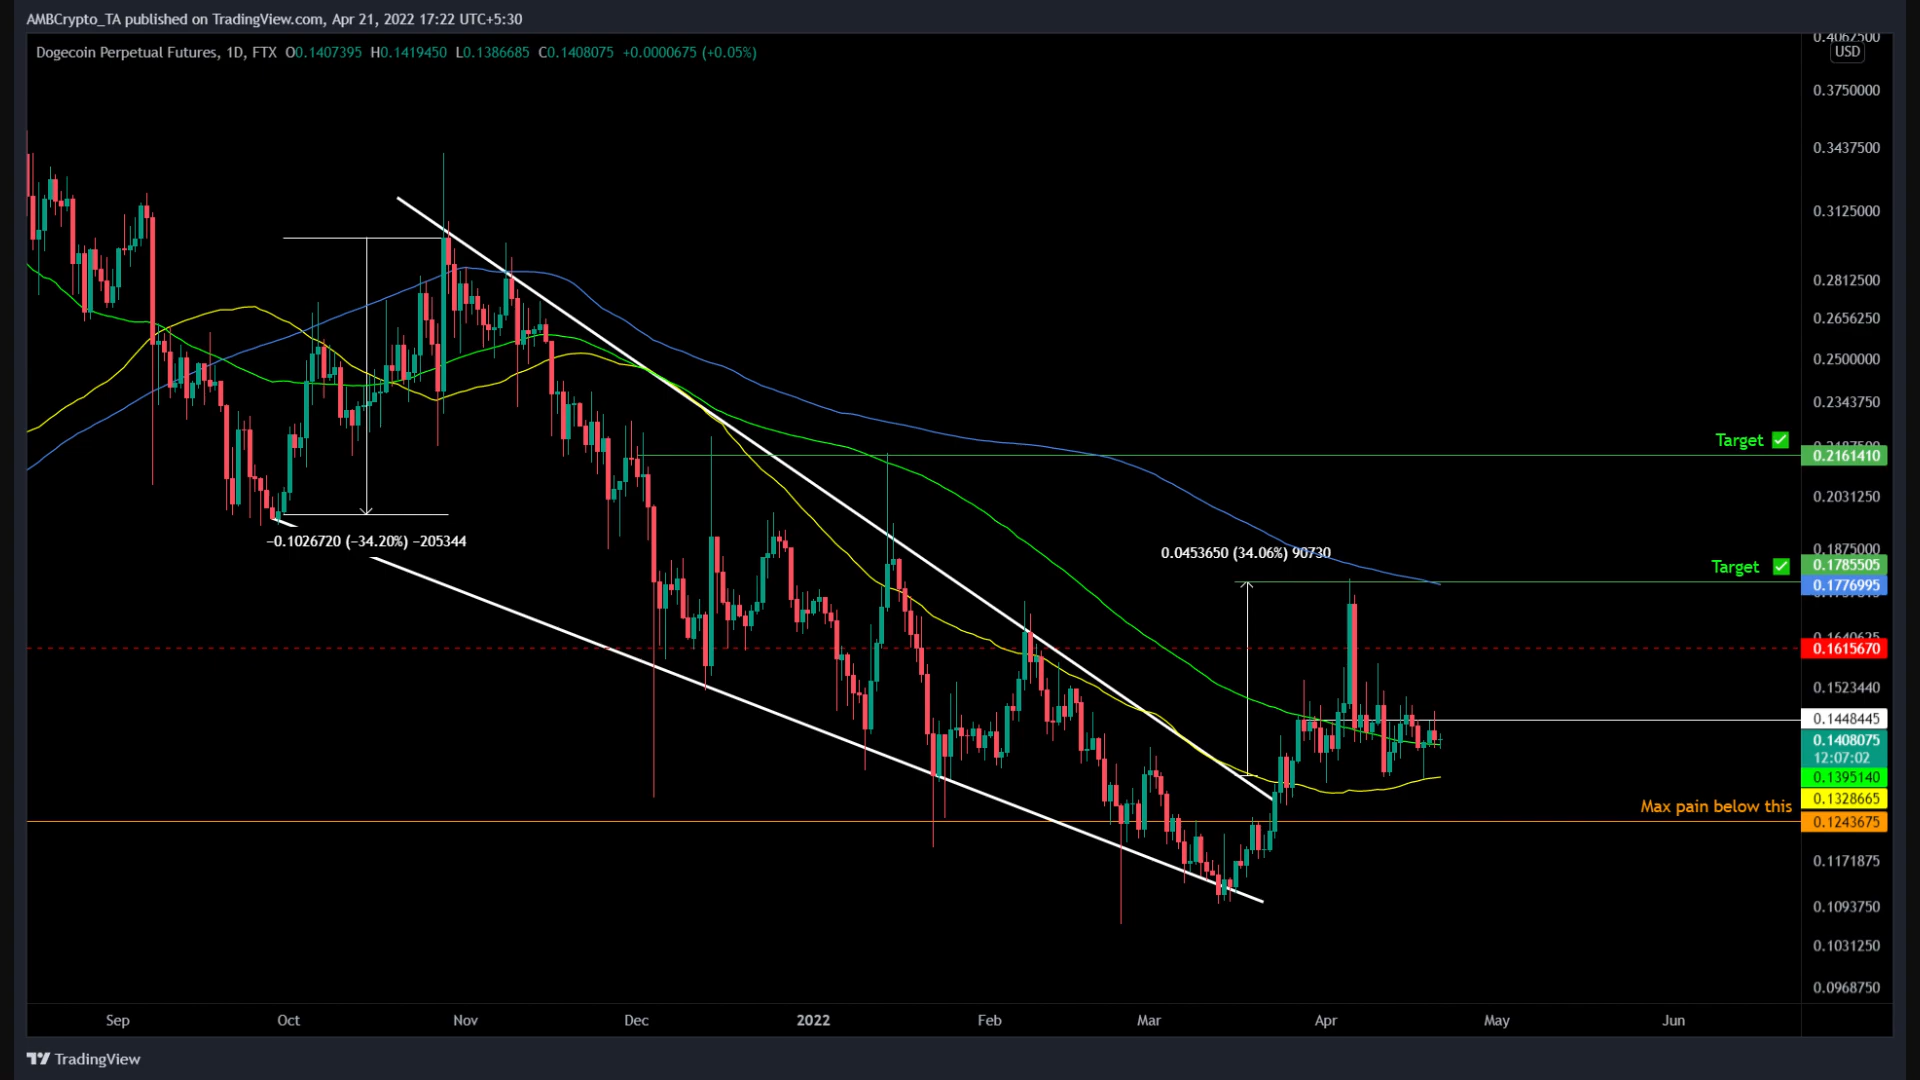 AMBCrypto_TA published on TradingView.com, Apr 21, 2022 17:22 UTC+5:30
Dogecoin Perpetual Futures, 1D, FTX O0.1407395 H0.1419450 L0.1386685 C0.1408075 +0.0000675 (+0.05%)
0.4062500
USD
0.3750000
0.3437500
0.3125000
0.2812500
0.2656250
0.2500000
0.2343750
Target
0.2161410
0.2031250
−0.1026720 (−34.20%) −205344
0.0453650 (34.06%) 90730
0.1875000
Target
0.1785505
0.1776995
0.1640625
0.1615670
0.1523440
0.1448445
0.1408075
12:07:02
0.1395140
0.1328665
Max pain below this
0.1243675
0.1171875
0.1093750
0.1031250
0.0968750
Sep Oct Nov Dec 2022 Feb Mar Apr May Jun
TradingView